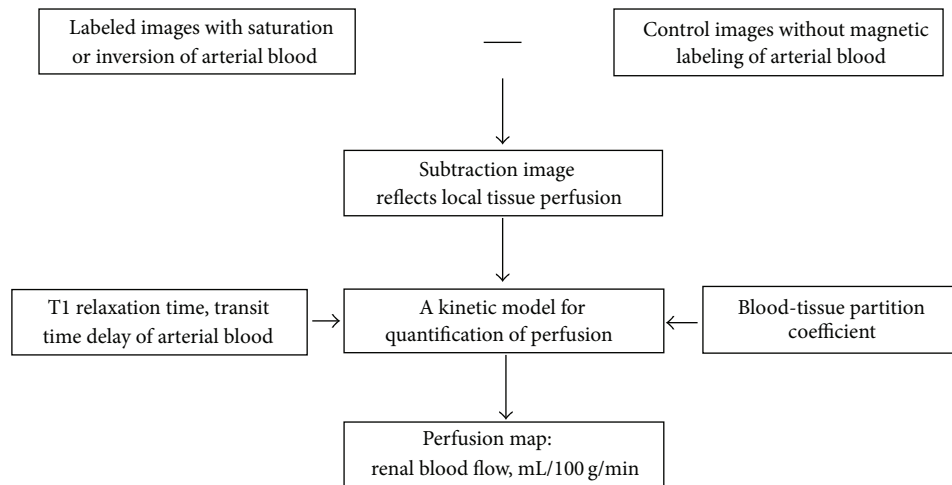 Labeled images with saturation
or inversion of arterial blood
Control images without magnetic
labeling of arterial blood
Subtraction image
reflects local tissue perfusion
T1 relaxation time, transit
time delay of arterial blood
A kinetic model for
quantification of perfusion
Blood-tissue partition
coefficient
Perfusion map:
renal blood flow, mL/100 g/min